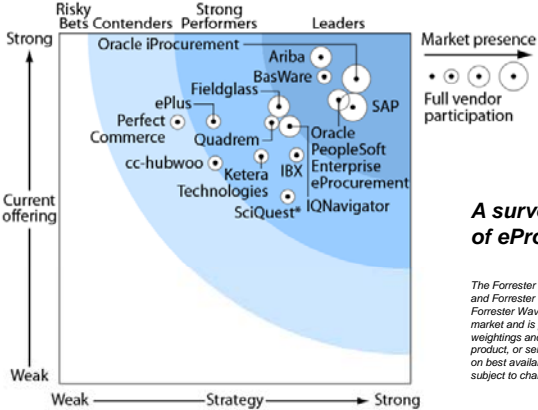 Risky
Bets
Contenders
Strong
Performers
Leaders
Strong
Oracle iProcurement
Ariba
BasWare
Fieldglass
ePlus
SAP
Perfect
Commerce
Quadrem
Oracle
PeopleSoft
Enterprise
eProcurement
cc-hubwoo
Ketera
Technologies
IBX
SciQuest*
IQNavigator
Current
offering
Weak
Weak
Strategy
Strong
Market presence
Full vendor
participation
A surve
of ePro
The Forrester
and Forrester
Forrester Wav
market and is
weightings and
product, or se
on best availa
subject to cha